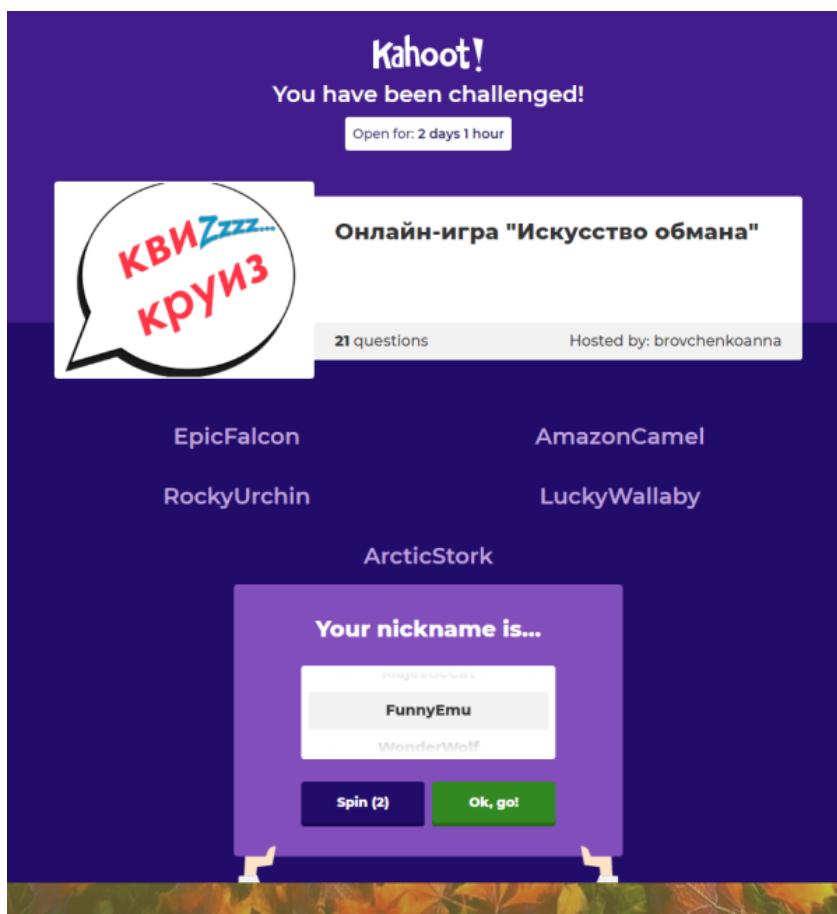 Kahoot!
You have been challenged!
Open for: 2 days 1 hour
КВИZzzz...
КРУИЗ
Онлайн-игра "Искусство обмана"
21 questions
Hosted by: brovchenkoanna
EpicFalcon
AmazonCamel
RockyUrchin
LuckyWallaby
ArcticStork
Your nickname is...
MajesticCat
FunnyEmu
WonderWolf
Spin (2)
Ok, go!